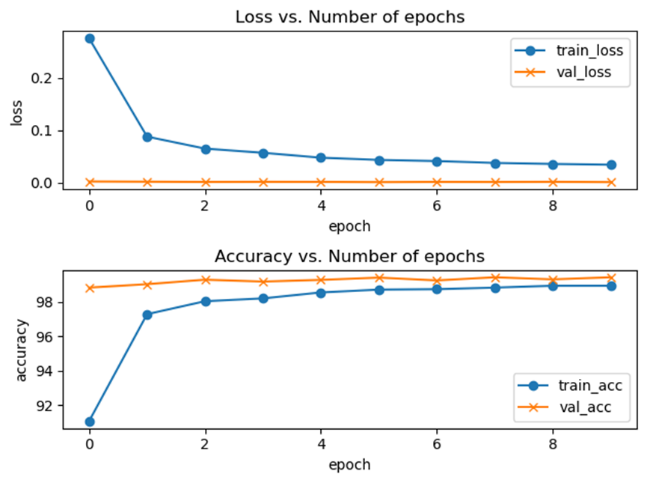 Loss vs. Number of epochs
train_loss
val_loss
0.2
0.1
0.0
loss
0 2 4 6 8
epoch
Accuracy vs. Number of epochs
98
96
94
92
accuracy
train_acc
val_acc
0 2 4 6 8
epoch